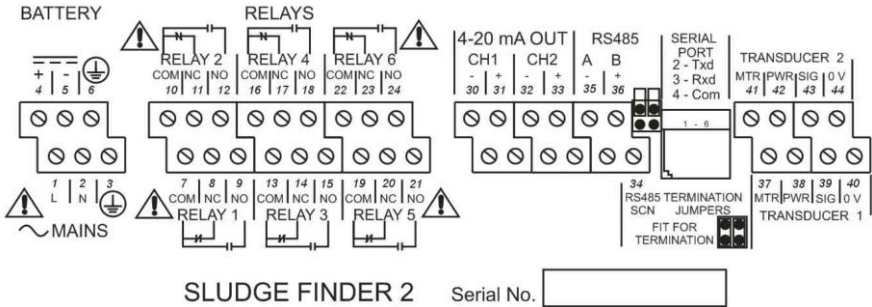 BATTERY
RELAYS
RELAY 2 RELAY 4 RELAY 6
COM NC NO COM NC NO COM NC NO
10 11 12 16 17 18 22 23 24
4-20 mA OUT RS485
CH1 CH2 A B
- + - + - +
30 31 32 33 35 36
SERIAL
PORT
2 - Txd
3 - Rxd
4 - Com
TRANSDUCER 2
MTR PWR SIG 0 V
41 42 43 44
+ -
4 5 6
1 - 6
1 2 3
L N
MAINS
7 8 9 13 14 15 19 20 21
COM NC NO COM NC NO COM NC NO
RELAY 1 RELAY 3 RELAY 5
34
RS485 TERMINATION
SCN JUMPERS
FIT FOR
TERMINATION
37 38 39 40
MTR PWR SIG 0 V
TRANSDUCER 1
SLUDGE FINDER 2 Serial No.